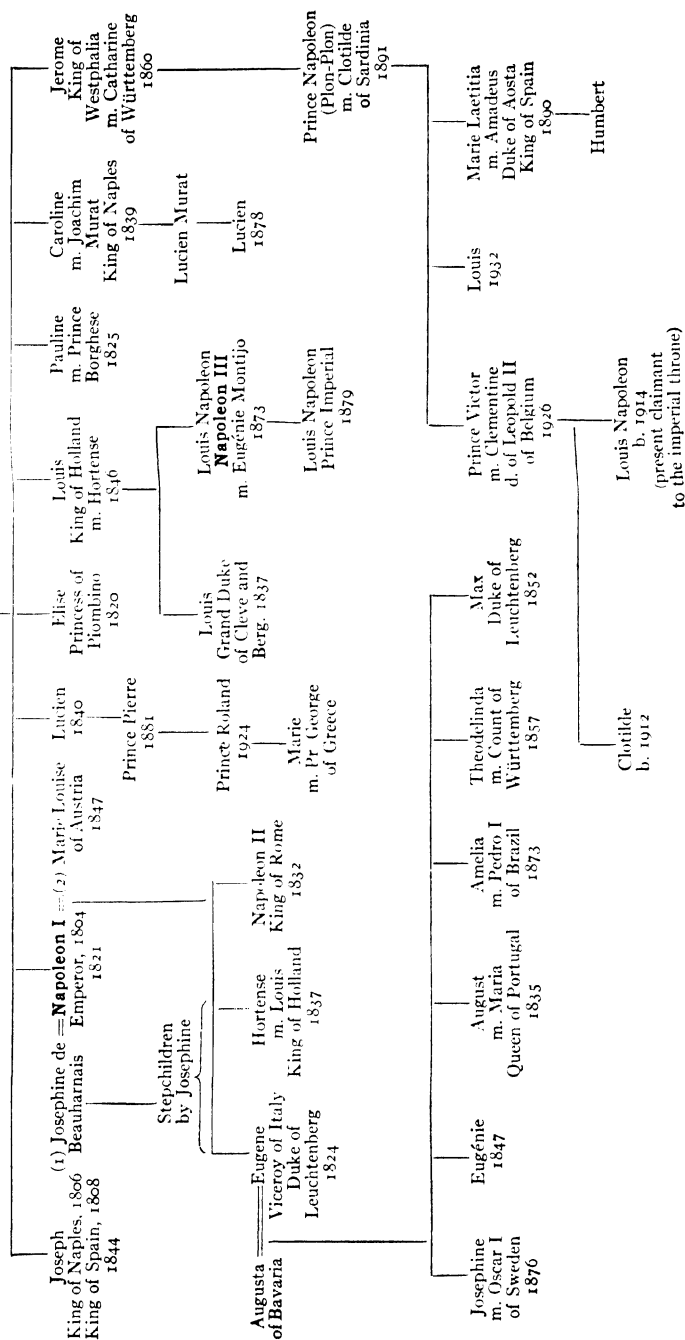 Joseph
King of Naples, 1806
King of Spain, 1808
1844
(1) Josephine de
Beauharnais
= Napoleon I = (2) Marie Louise
Emperor, 1804
1821
of Austria
1847
Lucien
1840
Elise
Princess of
Piombino
1820
Louis
King of Holland
m. Hortense
1846
Pauline
m. Prince
Borghese
1825
Caroline
m. Joachim
Murat
King of Naples
1839
Jerome
King of
Westphalia
m. Catharine
of Württemberg
1860
Stepchildren
by Josephine
Prince Pierre
1881
Lucien Murat
Augusta
of Bavaria
= Eugene
Viceroy of Italy
Duke of
Leuchtenberg
1824
Hortense
m. Louis
King of Holland
1837
Napoleon II
King of Rome
1832
Prince Roland
1924
Louis
Grand Duke
of Cleve and
Berg. 1837
Louis Napoleon
Napoleon III
m. Eugénie Montijo
1873
Lucien
1878
Marie
m. Pr George
of Greece
Louis Napoleon
Prince Imperial
1879
Prince Napoleon
(Plon-Plon)
m. Clotilde
of Sardinia
1891
Josephine
m. Oscar I
of Sweden
1876
Eugénie
1847
August
m. Maria
Queen of Portugal
1835
Amelia
m. Pedro I
of Brazil
1873
Theodelinda
m. Count of
Württemberg
1857
Max
Duke of
Leuchtenberg
1852
Prince Victor
m. Clementine
d. of Leopold II
of Belgium
1926
Louis
1932
Marie Laetitia
m. Amadeus
Duke of Aosta
King of Spain
1890
Humbert
Clotilde
b. 1912
Louis Napoleon
b. 1914
(present claimant
to the imperial throne)